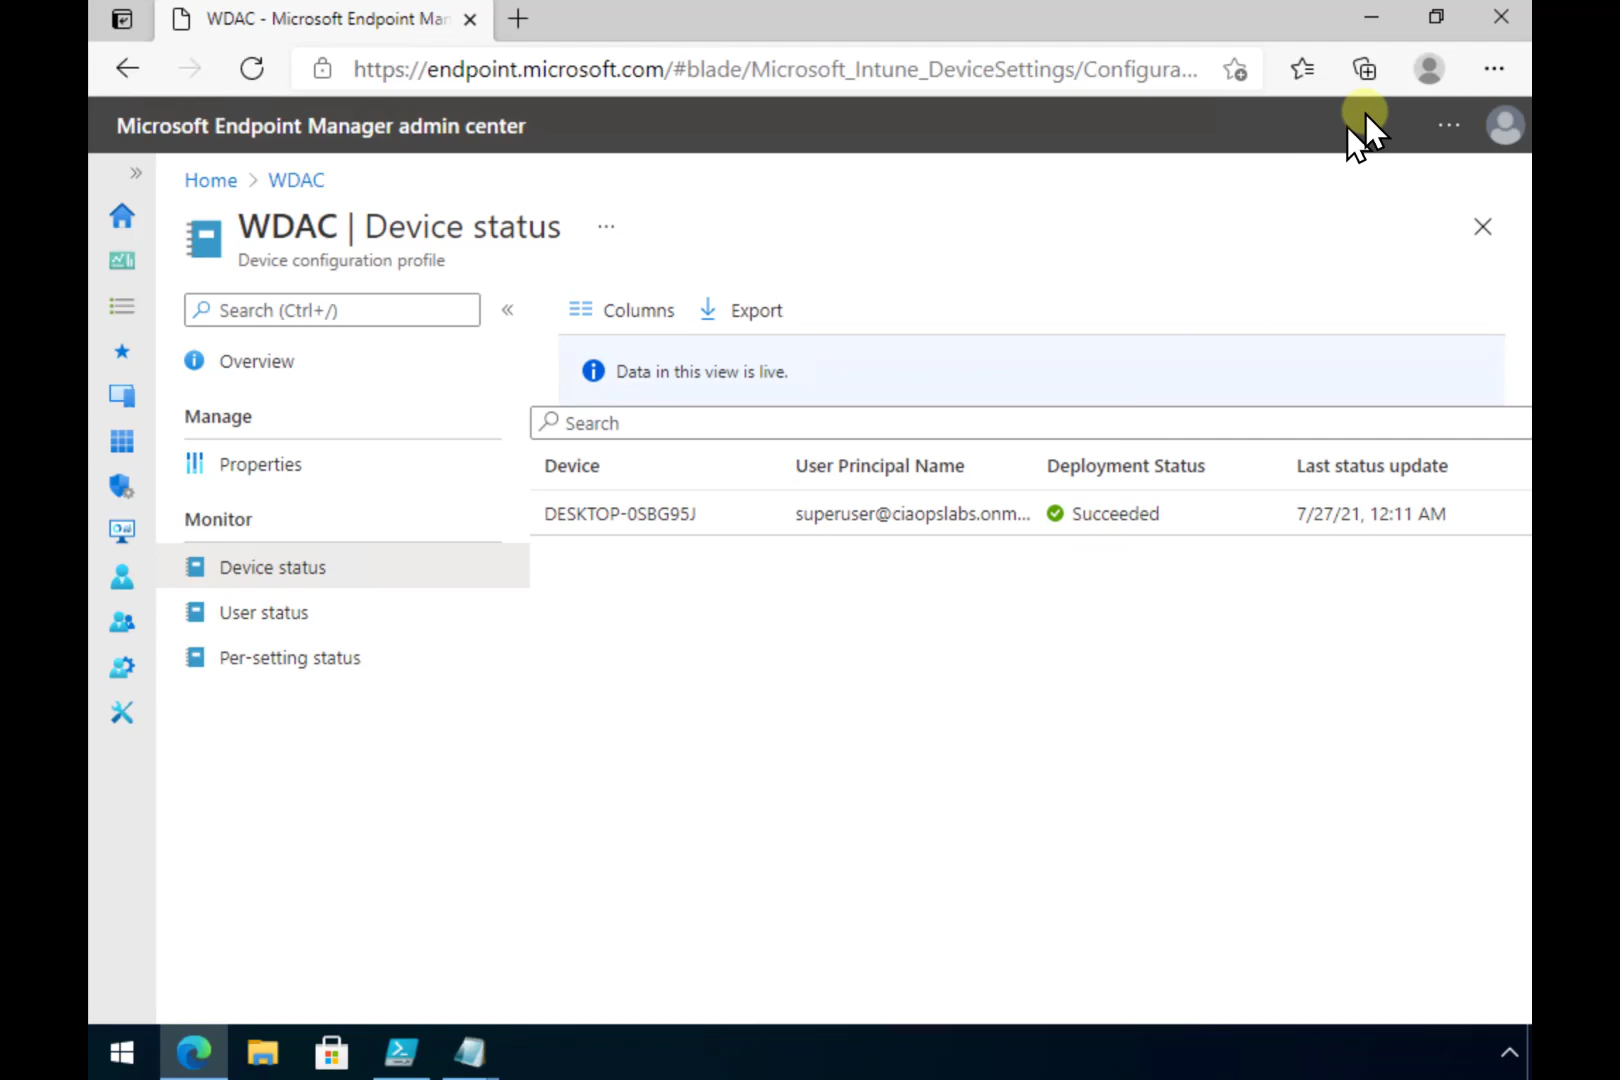 WDAC - Microsoft Endpoint Mar
https://endpoint.microsoft.com/#blade/Microsoft_Intune_DeviceSettings/Configura...
Microsoft Endpoint Manager admin center
Home > WDAC
WDAC | Device status ...
Device configuration profile
Search (Ctrl+/)
Columns
Export
Overview
Data in this view is live.
Manage
Search
Properties
Device
User Principal Name
Deployment Status
Last status update
DESKTOP-0SBG95J
superuser@ciaopslabs.onm...
Succeeded
7/27/21, 12:11 AM
Monitor
Device status
User status
Per-setting status